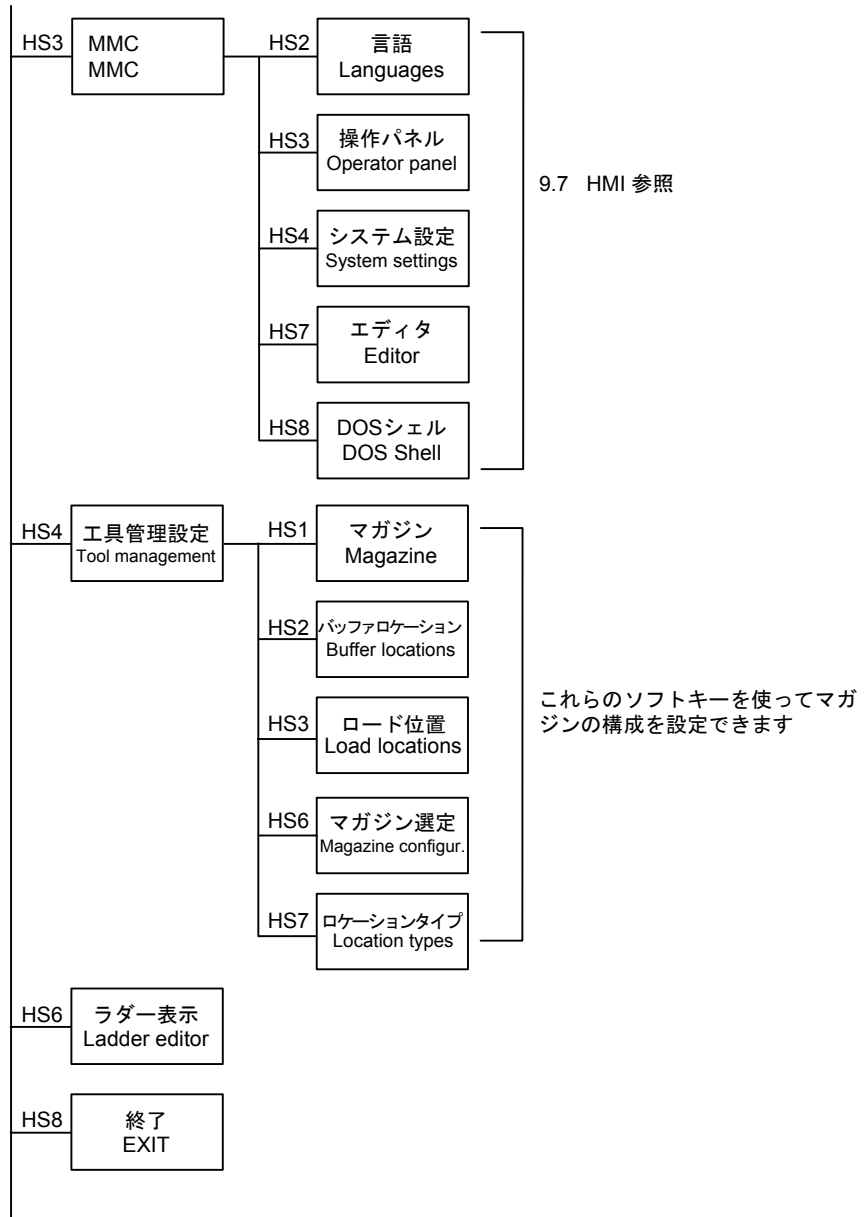 HS3
MMC
MMC
HS2
言語
Languages
HS3
操作パネル
Operator panel
9.7 HMI 参照
HS4
システム設定
System settings
HS7
エディタ
Editor
HS8
DOSシェル
DOS Shell
HS4
工具管理設定
Tool management
HS1
マガジン
Magazine
HS2
バッファロケーション
Buffer locations
HS3
ロード位置
Load locations
これらのソフトキーを使ってマガ
ジンの構成を設定できます
HS6
マガジン選定
Magazine configur.
HS7
ロケーションタイプ
Location types
HS6
ラダー表示
Ladder editor
HS8
終了
EXIT